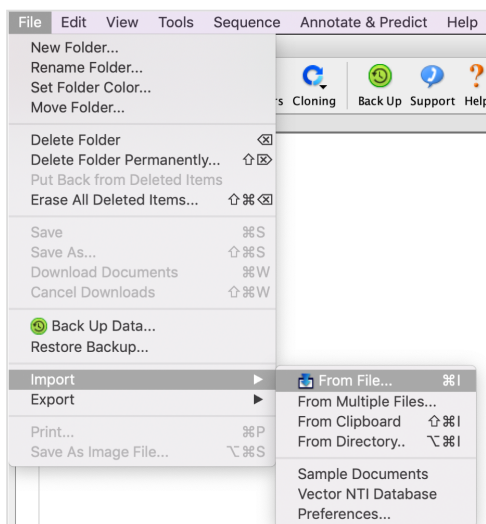 File Edit View Tools Sequence Annotate & Predict Help
New Folder...
Rename Folder...
Set Folder Color...
Move Folder...
rs Cloning Back Up Support Help
Delete Folder ⌫
Delete Folder Permanently... ⇧⌦
Put Back from Deleted Items
Erase All Deleted Items... ⇧⌘⌫
Save ⌘S
Save As... ⇧⌘S
Download Documents ⌘W
Cancel Downloads ⇧⌘W
Back Up Data...
Restore Backup...
Import ▶
Export ▶
Print... ⌘P
Save As Image File... ⌥⌘S
From File... ⌘I
From Multiple Files...
From Clipboard ⇧⌘I
From Directory.. ⌥⌘I
Sample Documents
Vector NTI Database
Preferences...